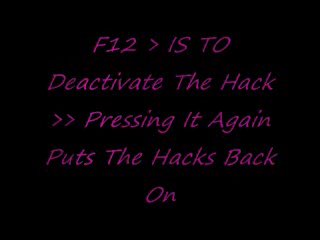 F12 > IS TO
Deactivate The Hack
>> Pressing It Again
Puts The Hacks Back
On